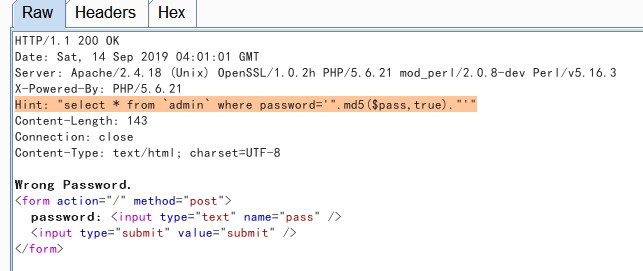 Raw Headers Hex
HTTP/1.1 200 OK
Date: Sat, 14 Sep 2019 04:01:01 GMT
Server: Apache/2.4.18 (Unix) OpenSSL/1.0.2h PHP/5.6.21 mod_perl/2.0.8-dev Perl/v5.16.3
X-Powered-By: PHP/5.6.21
Hint: "select * from `admin` where password='".md5($pass,true)."'"
Content-Length: 143
Connection: close
Content-Type: text/html; charset=UTF-8
Wrong Password.
<form action="/" method="post">
password: <input type="text" name="pass" />
<input type="submit" value="submit" />
</form>